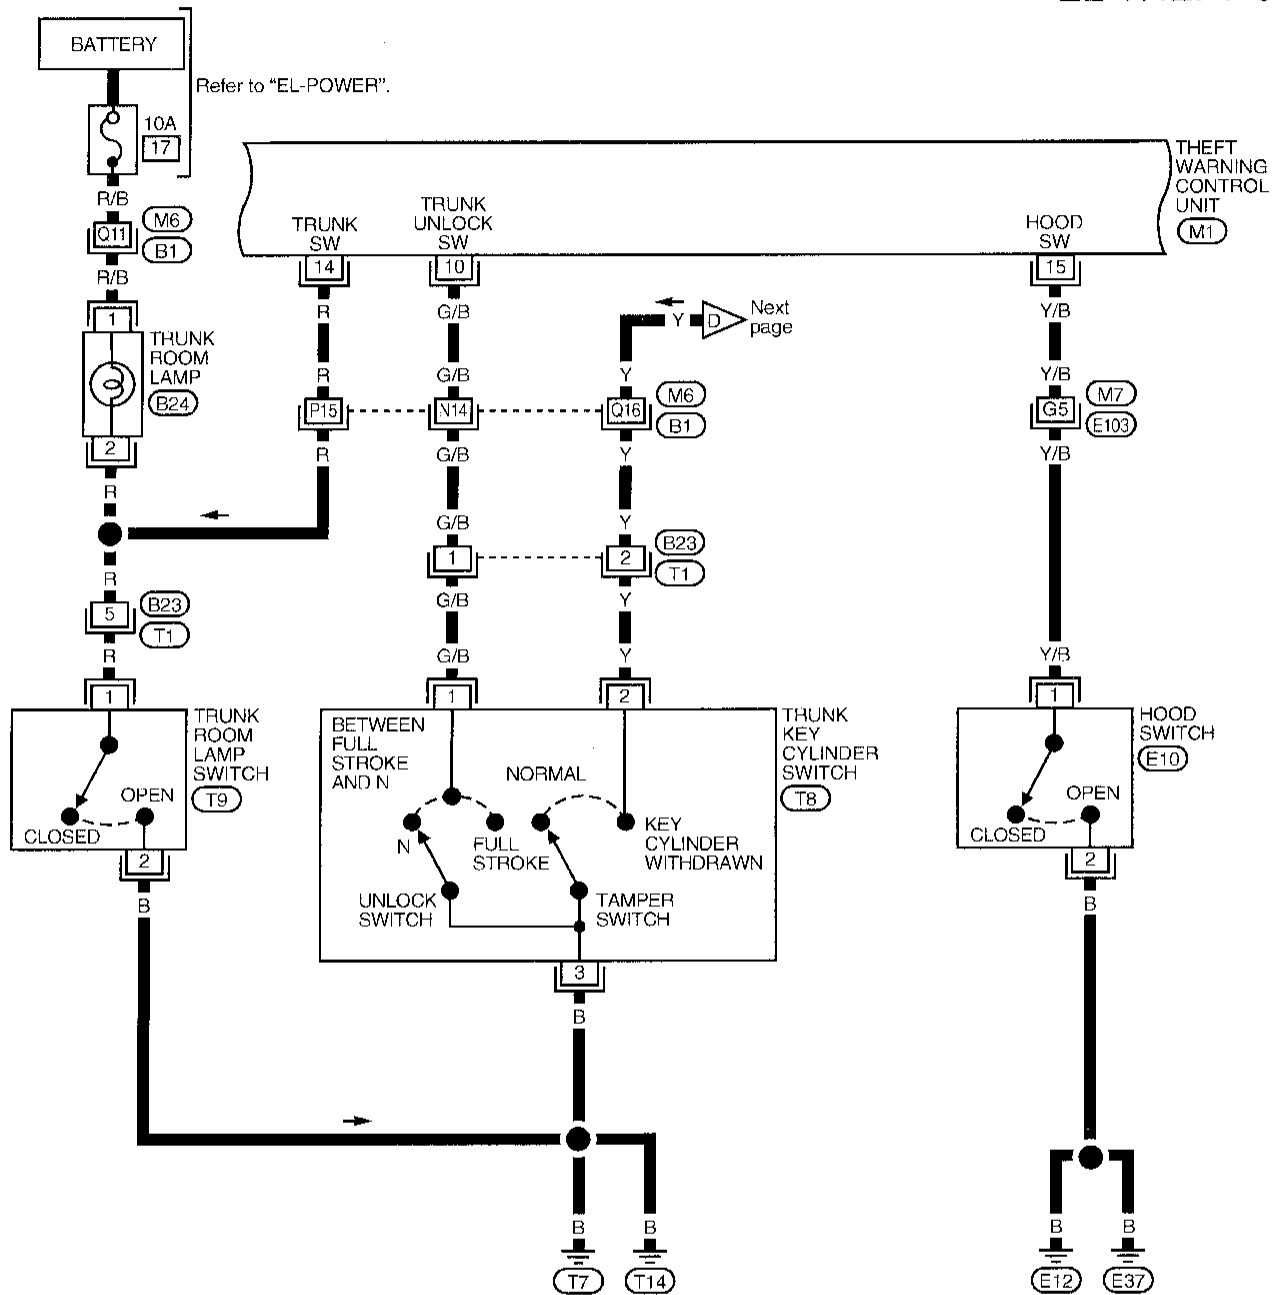 BATTERY
Refer to "EL-POWER".
10A
17
R/B
Q11
M6
B1
R/B
1
TRUNK
ROOM
LAMP
B24
2
R
R
5
B23
T1
R
1
TRUNK
ROOM
LAMP
SWITCH
T9
OPEN
CLOSED
2
B
THEFT
WARNING
CONTROL
UNIT
M1
TRUNK
SW
14
R
R
P15
R
TRUNK
UNLOCK
SW
10
G/B
G/B
N14
G/B
G/B
1
G/B
G/B
1
Y
D
Next
page
Y
Q16
M6
B1
Y
Y
2
B23
T1
Y
Y
2
BETWEEN
FULL
STROKE
AND N
NORMAL
N
FULL
STROKE
KEY
CYLINDER
WITHDRAWN
UNLOCK
SWITCH
TAMPER
SWITCH
TRUNK
KEY
CYLINDER
SWITCH
T8
3
B
B
B
T7
T14
HOOD
SW
15
Y/B
Y/B
G5
M7
E103
Y/B
Y/B
1
HOOD
SWITCH
E10
OPEN
CLOSED
2
B
B
B
E12
E37